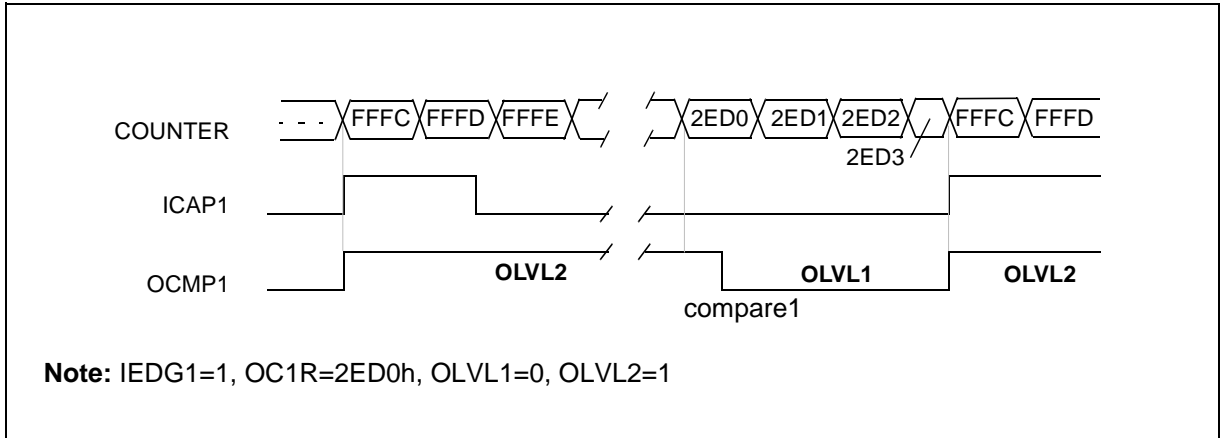 COUNTER - - - FFFC FFFD FFFE 2ED0 2ED1 2ED2 FFFC FFFD
2ED3
ICAP1
OCMP1 OLVL2 OLVL1 OLVL2
compare1
Note: IEDG1=1, OC1R=2ED0h, OLVL1=0, OLVL2=1